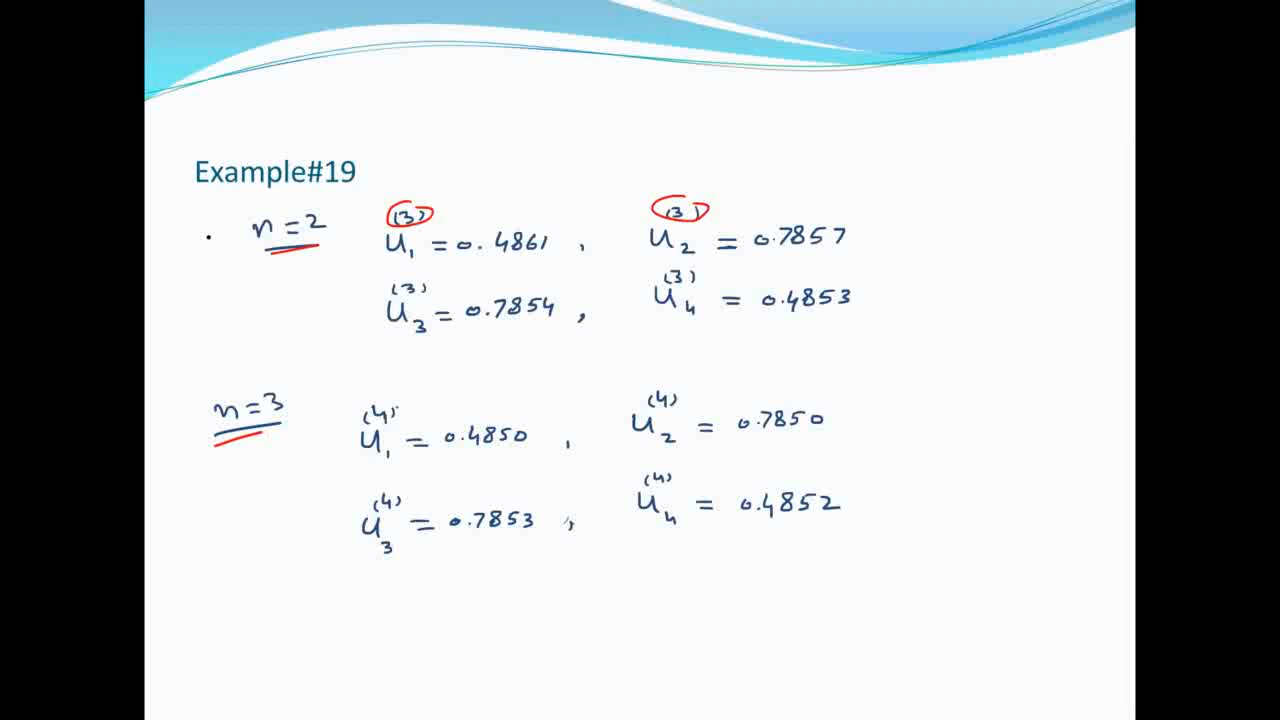 Example#19
. n = 2 u₁⁽³⁾ = 0.4861 , u₂⁽³⁾ = 0.7857
u₃⁽³⁾ = 0.7854 , u₄⁽³⁾ = 0.4853
n = 3 u₁⁽⁴⁾ = 0.4850 , u₂⁽⁴⁾ = 0.7850
u₃⁽⁴⁾ = 0.7853 , u₄⁽⁴⁾ = 0.4852